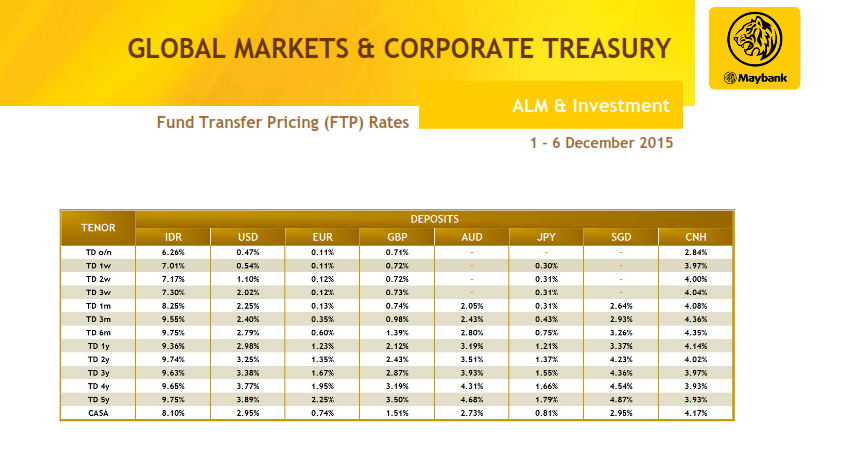 GLOBAL MARKETS & CORPORATE TREASURY
Maybank
ALM & Investment
Fund Transfer Pricing (FTP) Rates
1 - 6 December 2015
TENOR DEPOSITS
IDR USD EUR GBP AUD JPY SGD CNH
TD o/n 6.26% 0.47% 0.11% 0.71% - - - 2.84%
TD 1w 7.01% 0.54% 0.11% 0.72% - 0.30% - 3.97%
TD 2w 7.17% 1.10% 0.12% 0.72% - 0.31% - 4.00%
TD 3w 7.30% 2.02% 0.12% 0.73% - 0.31% - 4.04%
TD 1m 8.25% 2.25% 0.13% 0.74% 2.05% 0.31% 2.64% 4.08%
TD 3m 9.55% 2.40% 0.35% 0.98% 2.43% 0.43% 2.93% 4.36%
TD 6m 9.75% 2.79% 0.60% 1.39% 2.80% 0.75% 3.26% 4.35%
TD 1y 9.36% 2.98% 1.23% 2.12% 3.19% 1.21% 3.37% 4.14%
TD 2y 9.74% 3.25% 1.35% 2.43% 3.51% 1.37% 4.23% 4.02%
TD 3y 9.63% 3.38% 1.67% 2.87% 3.93% 1.55% 4.36% 3.97%
TD 4y 9.65% 3.77% 1.95% 3.19% 4.31% 1.66% 4.54% 3.93%
TD 5y 9.75% 3.89% 2.25% 3.50% 4.68% 1.79% 4.87% 3.93%
CASA 8.10% 2.95% 0.74% 1.51% 2.73% 0.81% 2.95% 4.17%